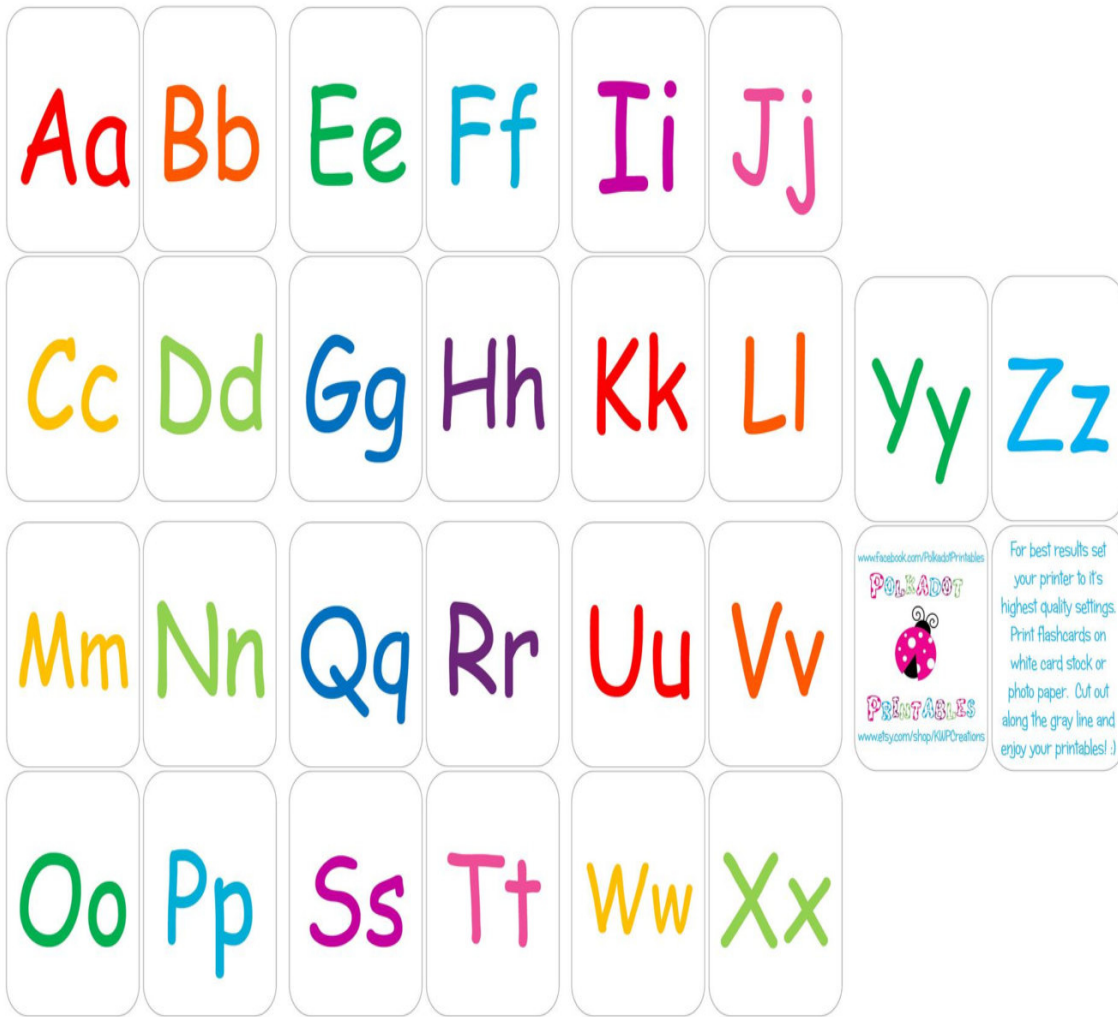 Aa Bb Ee Ff Ii Jj
Cc Dd Gg Hh Kk Ll
Yy Zz
Mm Nn Qq Rr Uu Vv
www.facebook.com/PolkadotPrintables
POLKADOT
PRINTABLES
www.etsy.com/shop/KWPCreations
For best results set
your printer to it's
highest quality settings.
Print flashcards on
white card stock or
photo paper. Cut out
along the gray line and
enjoy your printables! :)
Oo Pp Ss Tt Ww Xx